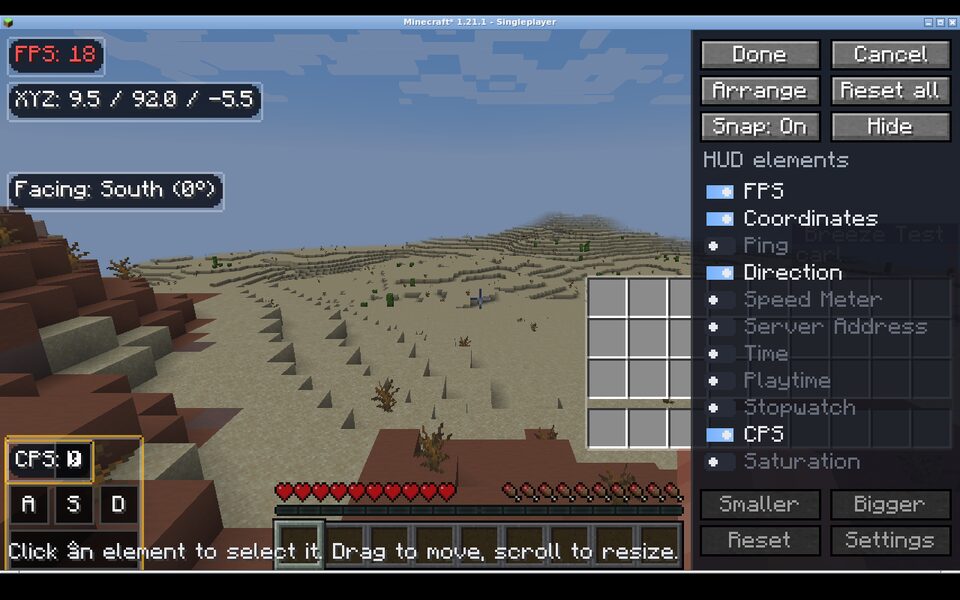 Minecraft* 1.21.1 - Singleplayer
FPS: 18
XYZ: 9.5 / 92.0 / -5.5
Facing: South (0°)
Done
Cancel
Arrange
Reset all
Snap: On
Hide
HUD elements
FPS
Coordinates
Ping
Breeze Test
Direction
Speed Meter
Server Address
Time
Playtime
Stopwatch
CPS
Saturation
CPS:
A S D
Click an element to select it. Drag to move, scroll to resize.
Smaller
Bigger
Reset
Settings